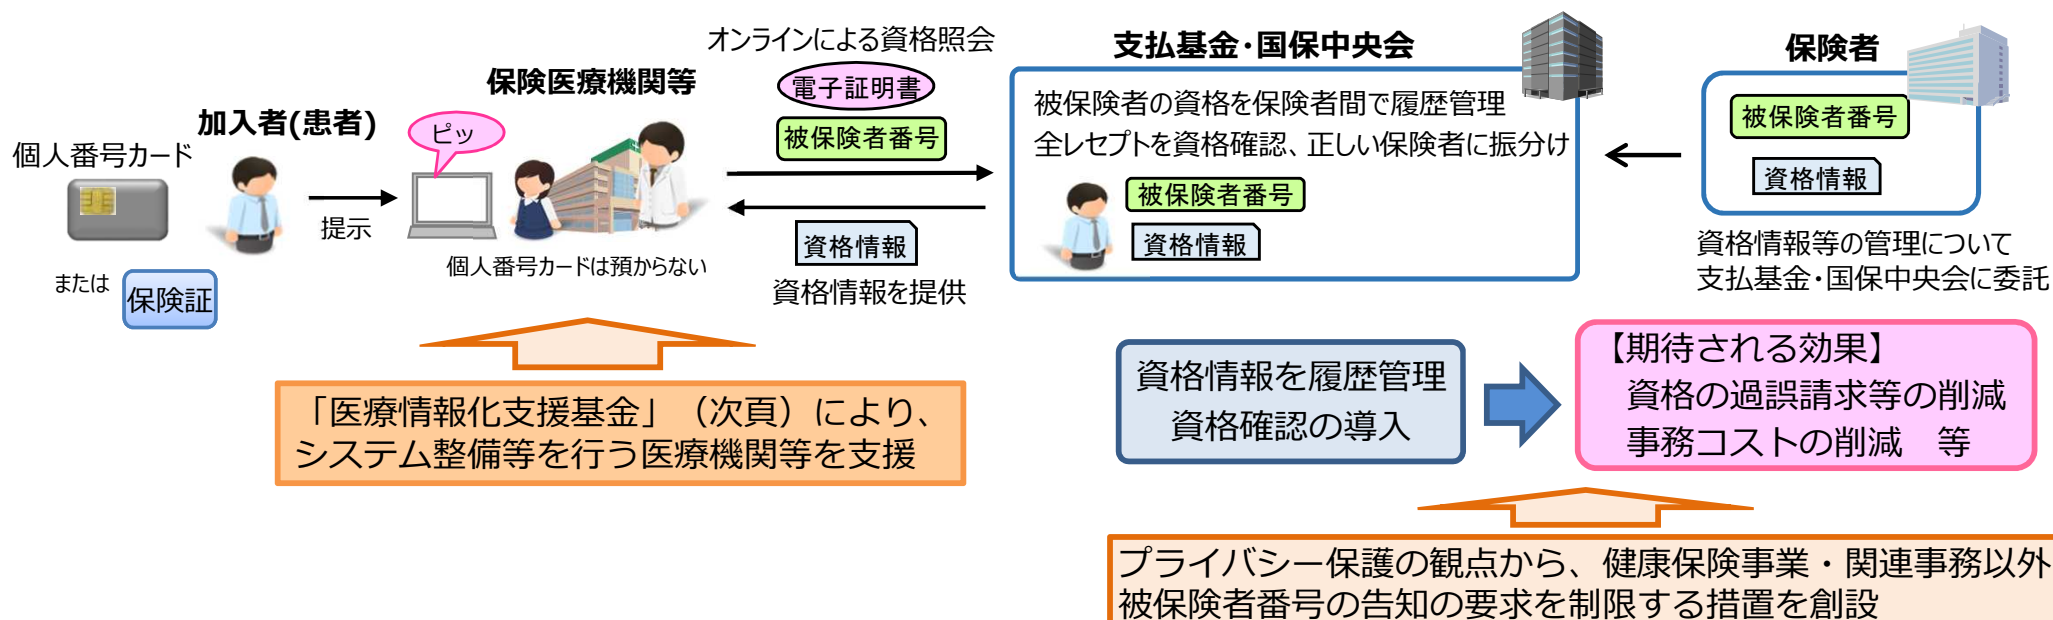 個人番号カード
または
保険証
加入者(患者)
提示
保険医療機関等
ピッ
個人番号カードは預からない
オンラインによる資格照会
電子証明書
被保険者番号
資格情報
資格情報を提供
支払基金・国保中央会
被保険者の資格を保険者間で履歴管理
全レセプトを資格確認、正しい保険者に振分け
被保険者番号
資格情報
保険者
被保険者番号
資格情報
資格情報等の管理について
支払基金・国保中央会に委託
「医療情報化支援基金」（次頁）により、
システム整備等を行う医療機関等を支援
資格情報を履歴管理
資格確認の導入
【期待される効果】
資格の過誤請求等の削減
事務コストの削減　等
プライバシー保護の観点から、健康保険事業・関連事務以外
被保険者番号の告知の要求を制限する措置を創設